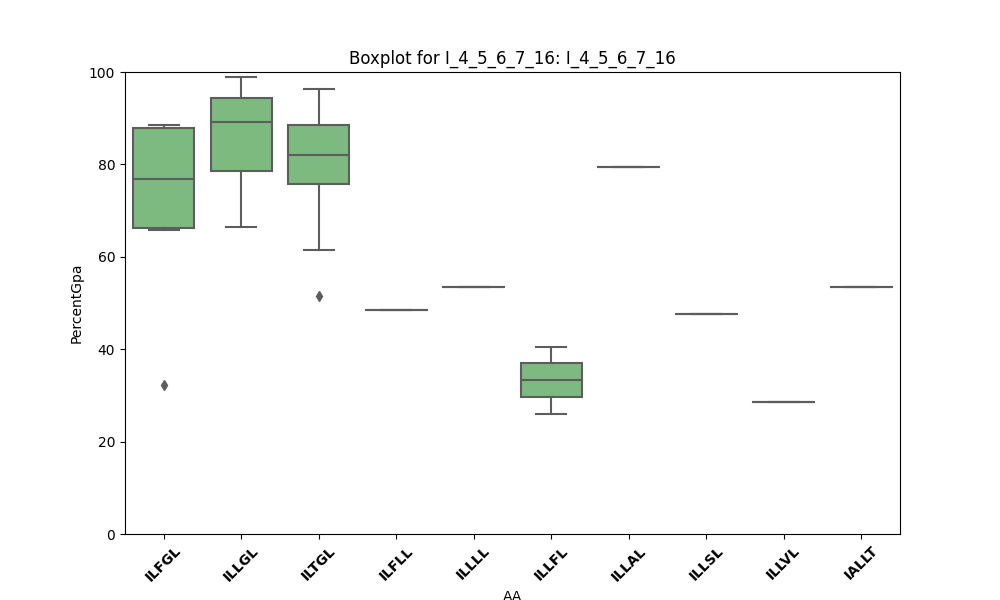 Boxplot for I_4_5_6_7_16: I_4_5_6_7_16
PercentGpa
100
80
60
40
20
0
ILFGL ILLGL ILTGL ILFLL ILLLL ILLFL ILLAL ILLSL ILLVL IALLT
AA